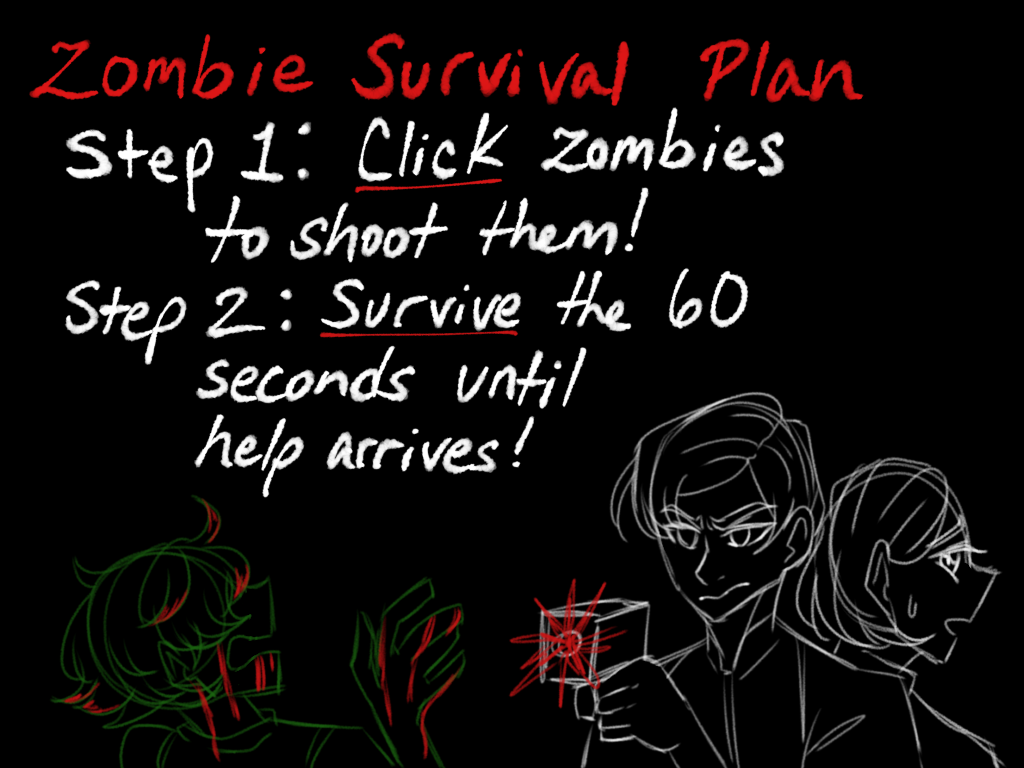 Zombie Survival Plan
Step 1: Click zombies
to shoot them!
Step 2: Survive the 60
seconds until
help arrives!